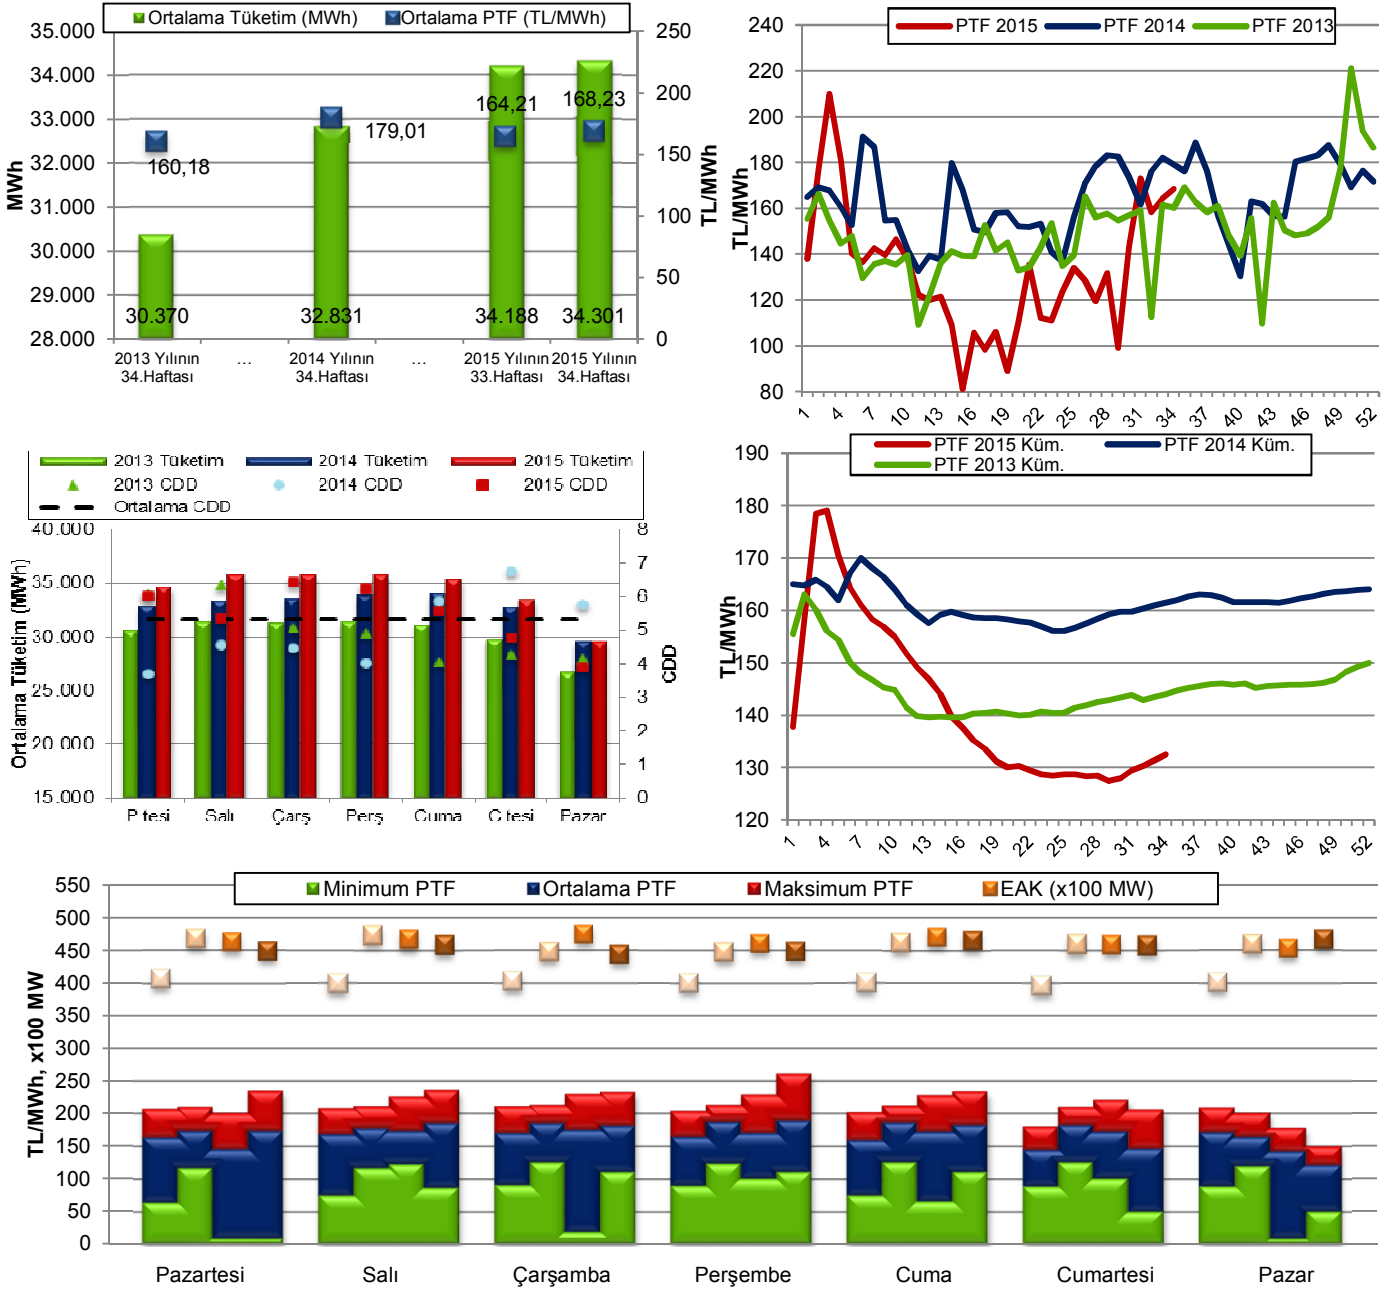 Ortalama Tüketim (MWh) Ortalama PTF (TL/MWh)
35.000
34.000
33.000
32.000
31.000
30.000
29.000
28.000
MWh
250
200
150
100
50
0
TL/MWh
160,18
179,01
164,21
168,23
30.370
32.831
34.188
34.301
2013 Yılının
34.Haftası
...
2014 Yılının
34.Haftası
...
2015 Yılının
33.Haftası
2015 Yılının
34.Haftası
PTF 2015 PTF 2014 PTF 2013
240
220
200
180
160
140
120
100
80
TL/MWh
1 4 7 10 13 16 19 22 25 28 31 34 37 40 43 46 49 52
2013 Tüketim 2014 Tüketim 2015 Tüketim
2013 CDD 2014 CDD 2015 CDD
Ortalama CDD
40.000
35.000
30.000
25.000
20.000
15.000
Ortalama Tüketim (MWh)
8
7
6
5
4
3
2
1
0
CDD
P.tesi Salı Çarş Perş Cuma C.tesi Pazar
PTF 2015 Küm. PTF 2014 Küm.
PTF 2013 Küm.
190
180
170
160
150
140
130
120
TL/MWh
1 4 7 10 13 16 19 22 25 28 31 34 37 40 43 46 49 52
Minimum PTF Ortalama PTF Maksimum PTF EAK (x100 MW)
550
500
450
400
350
300
250
200
150
100
50
0
TL/MWh, x100 MW
Pazartesi Salı Çarşamba Perşembe Cuma Cumartesi Pazar